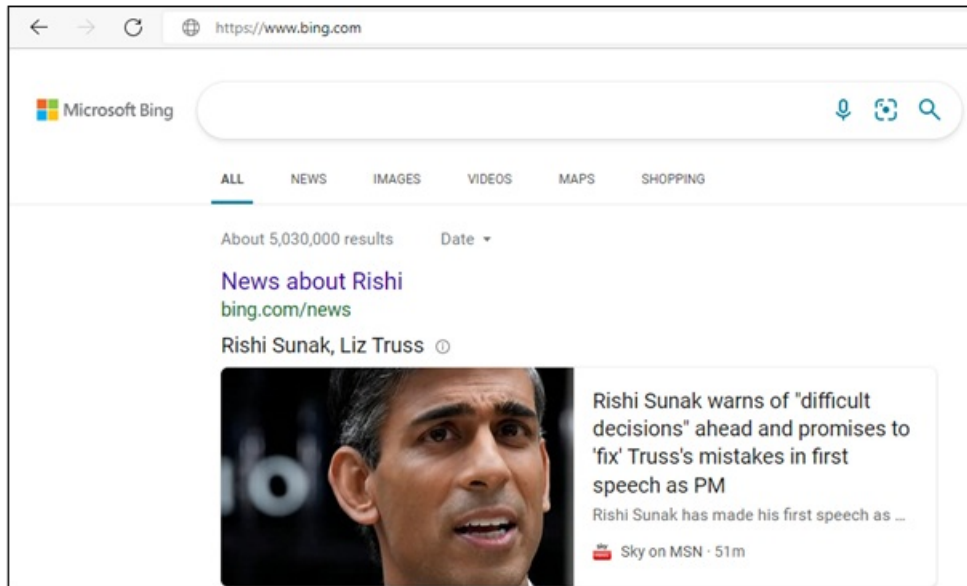 https://www.bing.com
Microsoft Bing
ALL NEWS IMAGES VIDEOS MAPS SHOPPING
About 5,030,000 results Date
News about Rishi
bing.com/news
Rishi Sunak, Liz Truss
Rishi Sunak warns of "difficult
decisions" ahead and promises to
'fix' Truss's mistakes in first
speech as PM
Rishi Sunak has made his first speech as ...
Sky on MSN · 51m